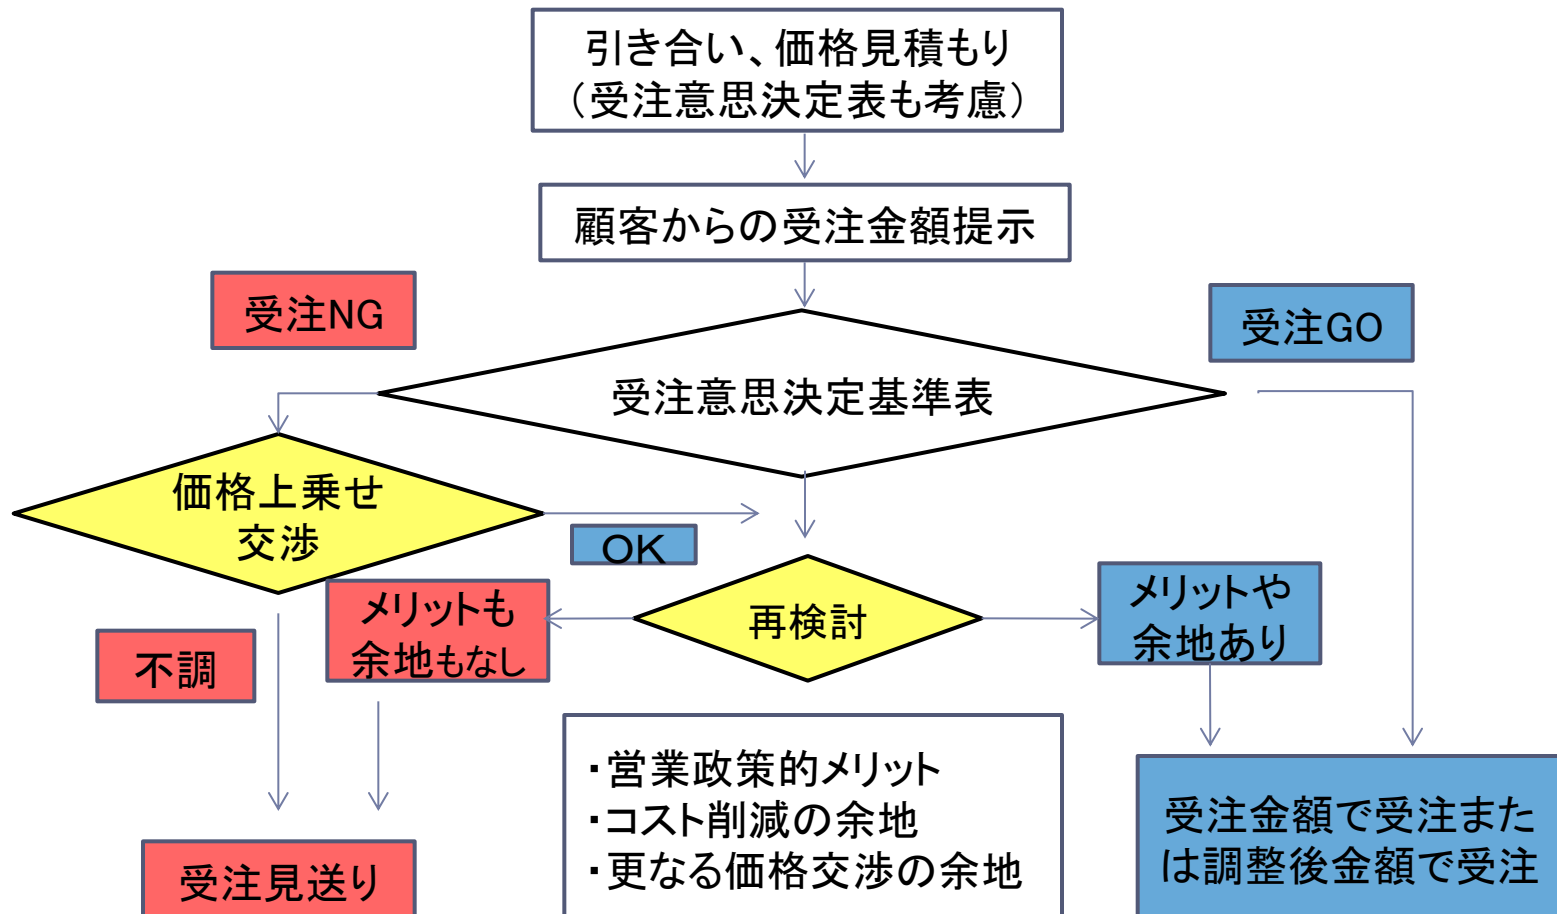 引き合い、価格見積もり
（受注意思決定表も考慮）
顧客からの受注金額提示
受注NG
受注GO
受注意思決定基準表
価格上乗せ
交渉
OK
再検討
メリットも
余地もなし
メリットや
余地あり
不調
・営業政策的メリット
・コスト削減の余地
・更なる価格交渉の余地
受注見送り
受注金額で受注また
は調整後金額で受注